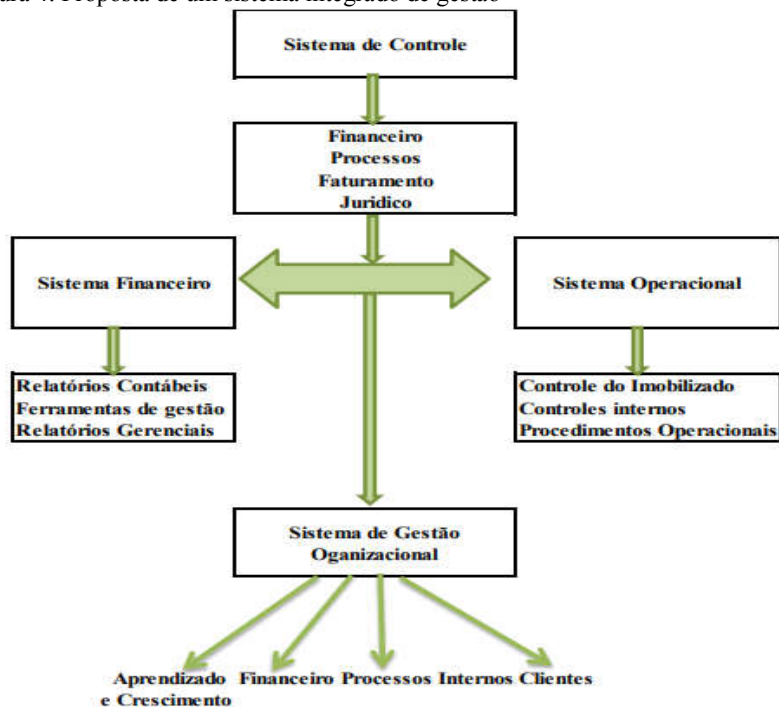 4. Proposta de um sistema integrado de gestão
Sistema de Controle
Financeiro
Processos
Faturamento
Juridico
Sistema Financeiro
Sistema Operacional
Relatórios Contábeis
Ferramentas de gestão
Relatórios Gerenciais
Controle do Imobilizado
Controles internos
Procedimentos Operacionais
Sistema de Gestão
Oganizacional
Aprendizado
e Crescimento
Financeiro
Processos Internos
Clientes